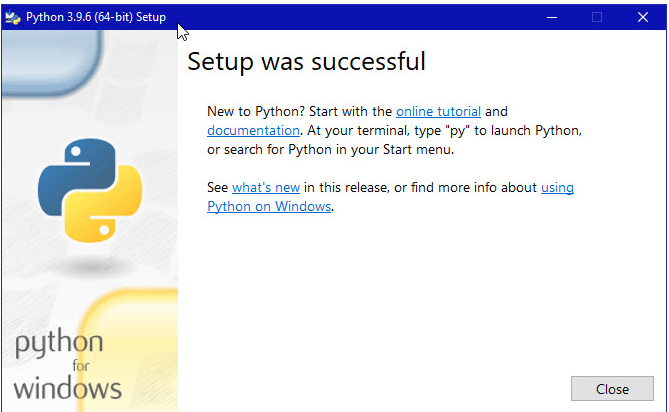 Python 3.9.6 (64-bit) Setup
Setup was successful
New to Python? Start with the online tutorial and
documentation. At your terminal, type "py" to launch Python,
or search for Python in your Start menu.
See what's new in this release, or find more info about using
Python on Windows.
python
for
windows
Close